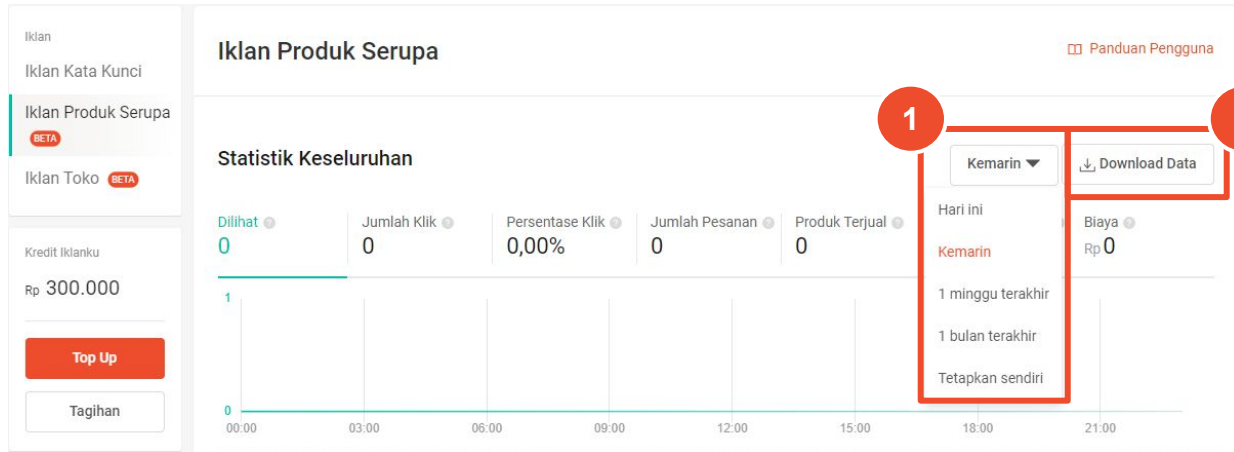 Iklan
Iklan Kata Kunci
Iklan Produk Serupa
BETA
Iklan Toko BETA
Kredit Iklanku
Rp 300.000
Top Up
Tagihan
Iklan Produk Serupa
Panduan Pengguna
1
Statistik Keseluruhan
Kemarin
Download Data
Hari ini
Kemarin
1 minggu terakhir
1 bulan terakhir
Tetapkan sendiri
Dilihat
0
Jumlah Klik
0
Persentase Klik
0,00%
Jumlah Pesanan
0
Produk Terjual
0
Biaya
Rp 0
1
0
00:00 03:00 06:00 09:00 12:00 15:00 18:00 21:00